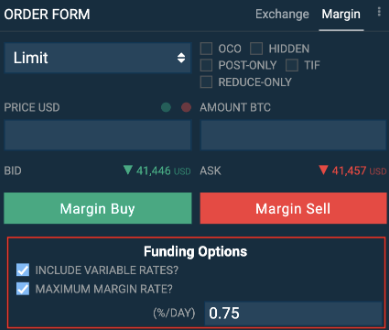 ORDER FORM Exchange Margin
Limit
OCO HIDDEN
POST-ONLY TIF
REDUCE-ONLY
PRICE USD AMOUNT BTC
BID 41,446 USD ASK 41,457 USD
Margin Buy Margin Sell
Funding Options
INCLUDE VARIABLE RATES?
MAXIMUM MARGIN RATE?
(%/DAY) 0.75